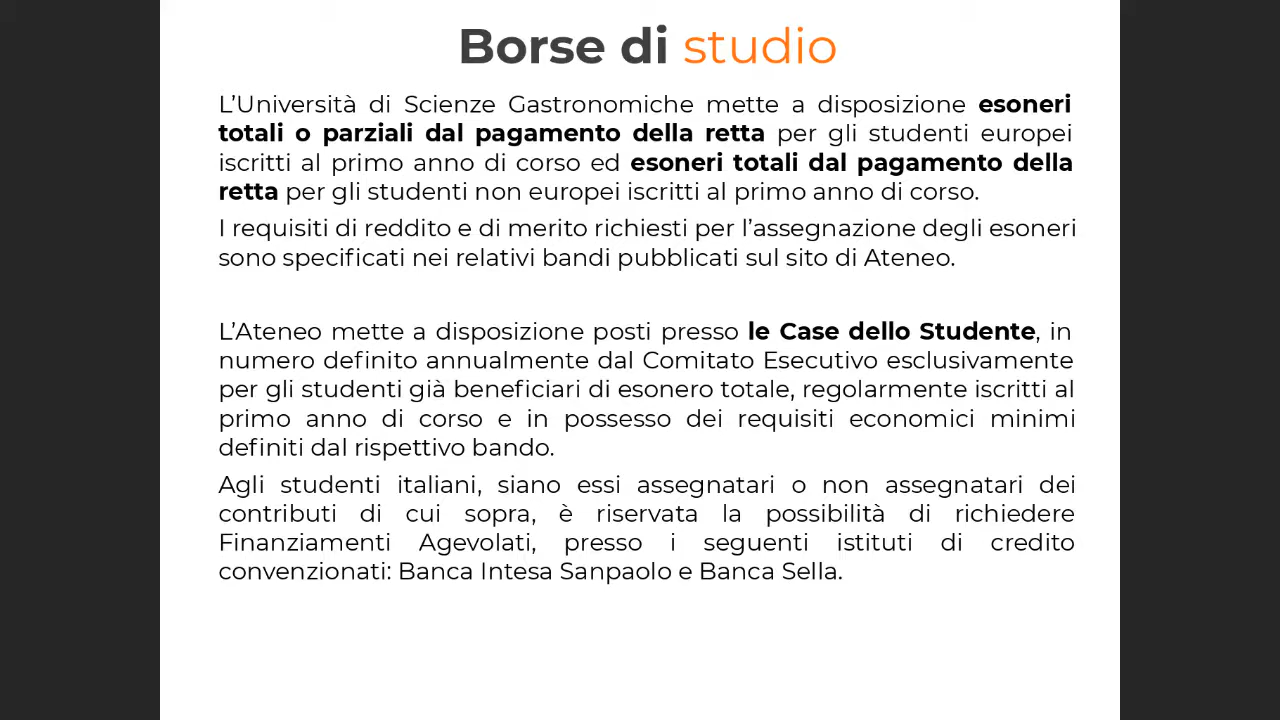 Borse di studio
L’Università di Scienze Gastronomiche mette a disposizione esoneri
totali o parziali dal pagamento della retta per gli studenti europei
iscritti al primo anno di corso ed esoneri totali dal pagamento della
retta per gli studenti non europei iscritti al primo anno di corso.
I requisiti di reddito e di merito richiesti per l’assegnazione degli esoneri
sono specificati nei relativi bandi pubblicati sul sito di Ateneo.
L’Ateneo mette a disposizione posti presso le Case dello Studente, in
numero definito annualmente dal Comitato Esecutivo esclusivamente
per gli studenti già beneficiari di esonero totale, regolarmente iscritti al
primo anno di corso e in possesso dei requisiti economici minimi
definiti dal rispettivo bando.
Agli studenti italiani, siano essi assegnatari o non assegnatari dei
contributi di cui sopra, è riservata la possibilità di richiedere
Finanziamenti Agevolati, presso i seguenti istituti di credito
convenzionati: Banca Intesa Sanpaolo e Banca Sella.